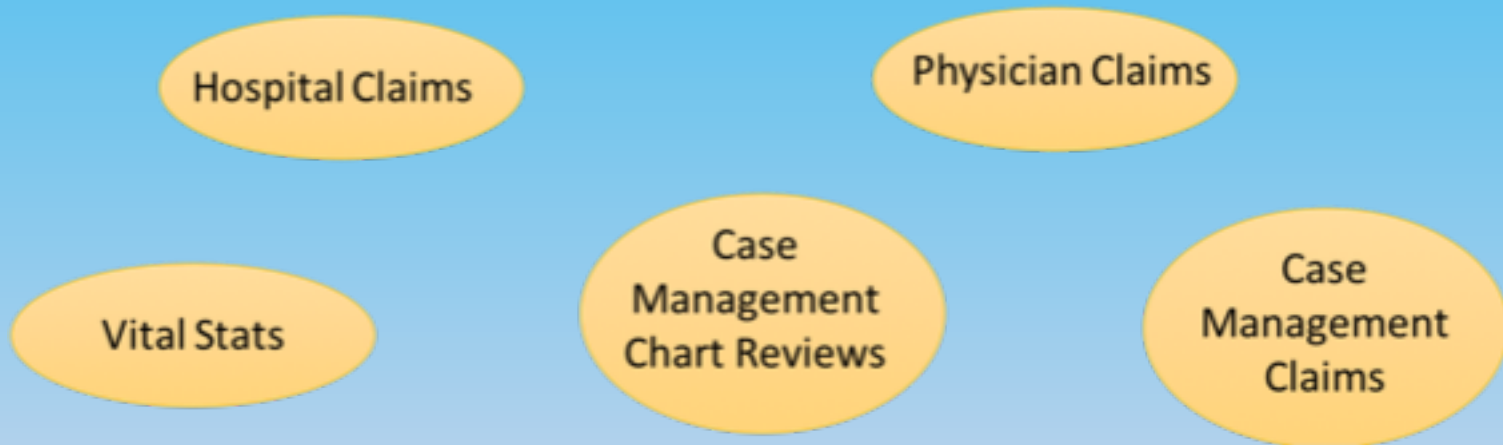 Hospital Claims
Physician Claims
Vital Stats
Case
Management
Chart Reviews
Case
Management
Claims